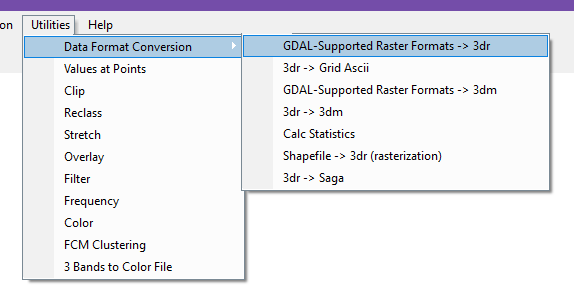 on Utilities Help
Data Format Conversion
Values at Points
Clip
Reclass
Stretch
Overlay
Filter
Frequency
Color
FCM Clustering
3 Bands to Color File
GDAL-Supported Raster Formats -> 3dr
3dr -> Grid Ascii
GDAL-Supported Raster Formats -> 3dm
3dr -> 3dm
Calc Statistics
Shapefile -> 3dr (rasterization)
3dr -> Saga